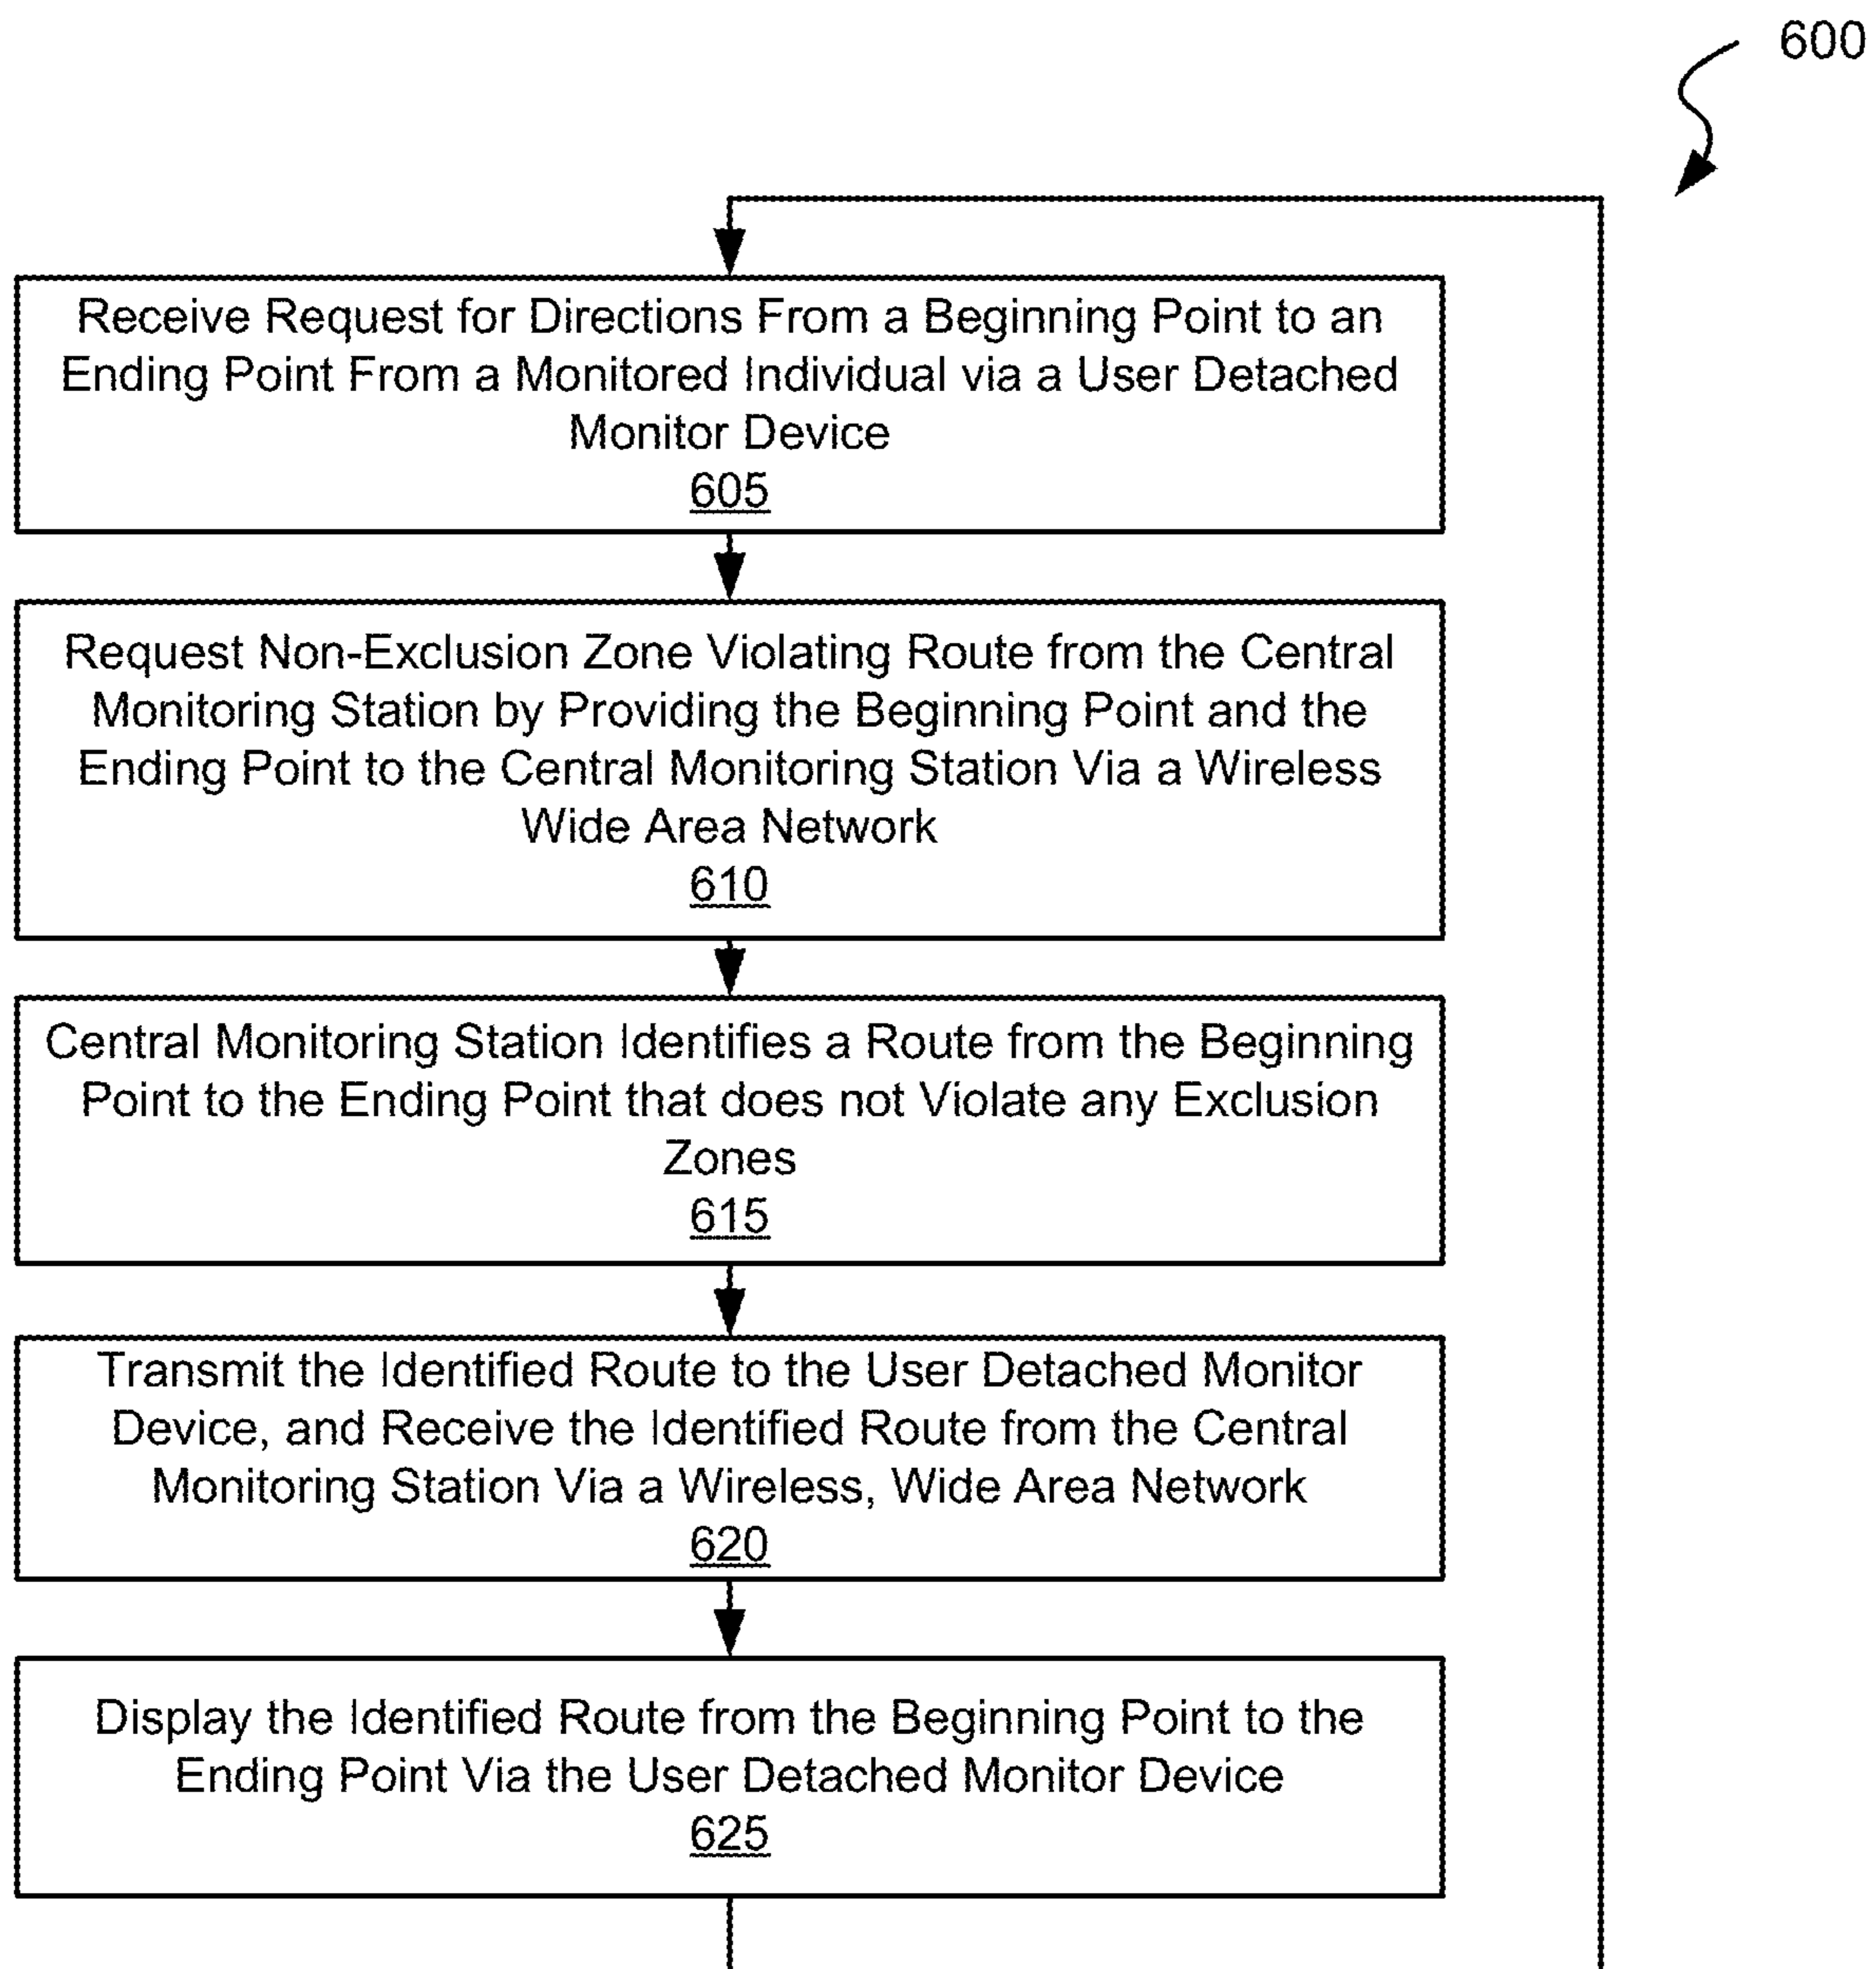 600
Receive Request for Directions From a Beginning Point to an
Ending Point From a Monitored Individual via a User Detached
Monitor Device
605
Request Non-Exclusion Zone Violating Route from the Central
Monitoring Station by Providing the Beginning Point and the
Ending Point to the Central Monitoring Station Via a Wireless
Wide Area Network
610
Central Monitoring Station Identifies a Route from the Beginning
Point to the Ending Point that does not Violate any Exclusion
Zones
615
Transmit the Identified Route to the User Detached Monitor
Device, and Receive the Identified Route from the Central
Monitoring Station Via a Wireless, Wide Area Network
620
Display the Identified Route from the Beginning Point to the
Ending Point Via the User Detached Monitor Device
625